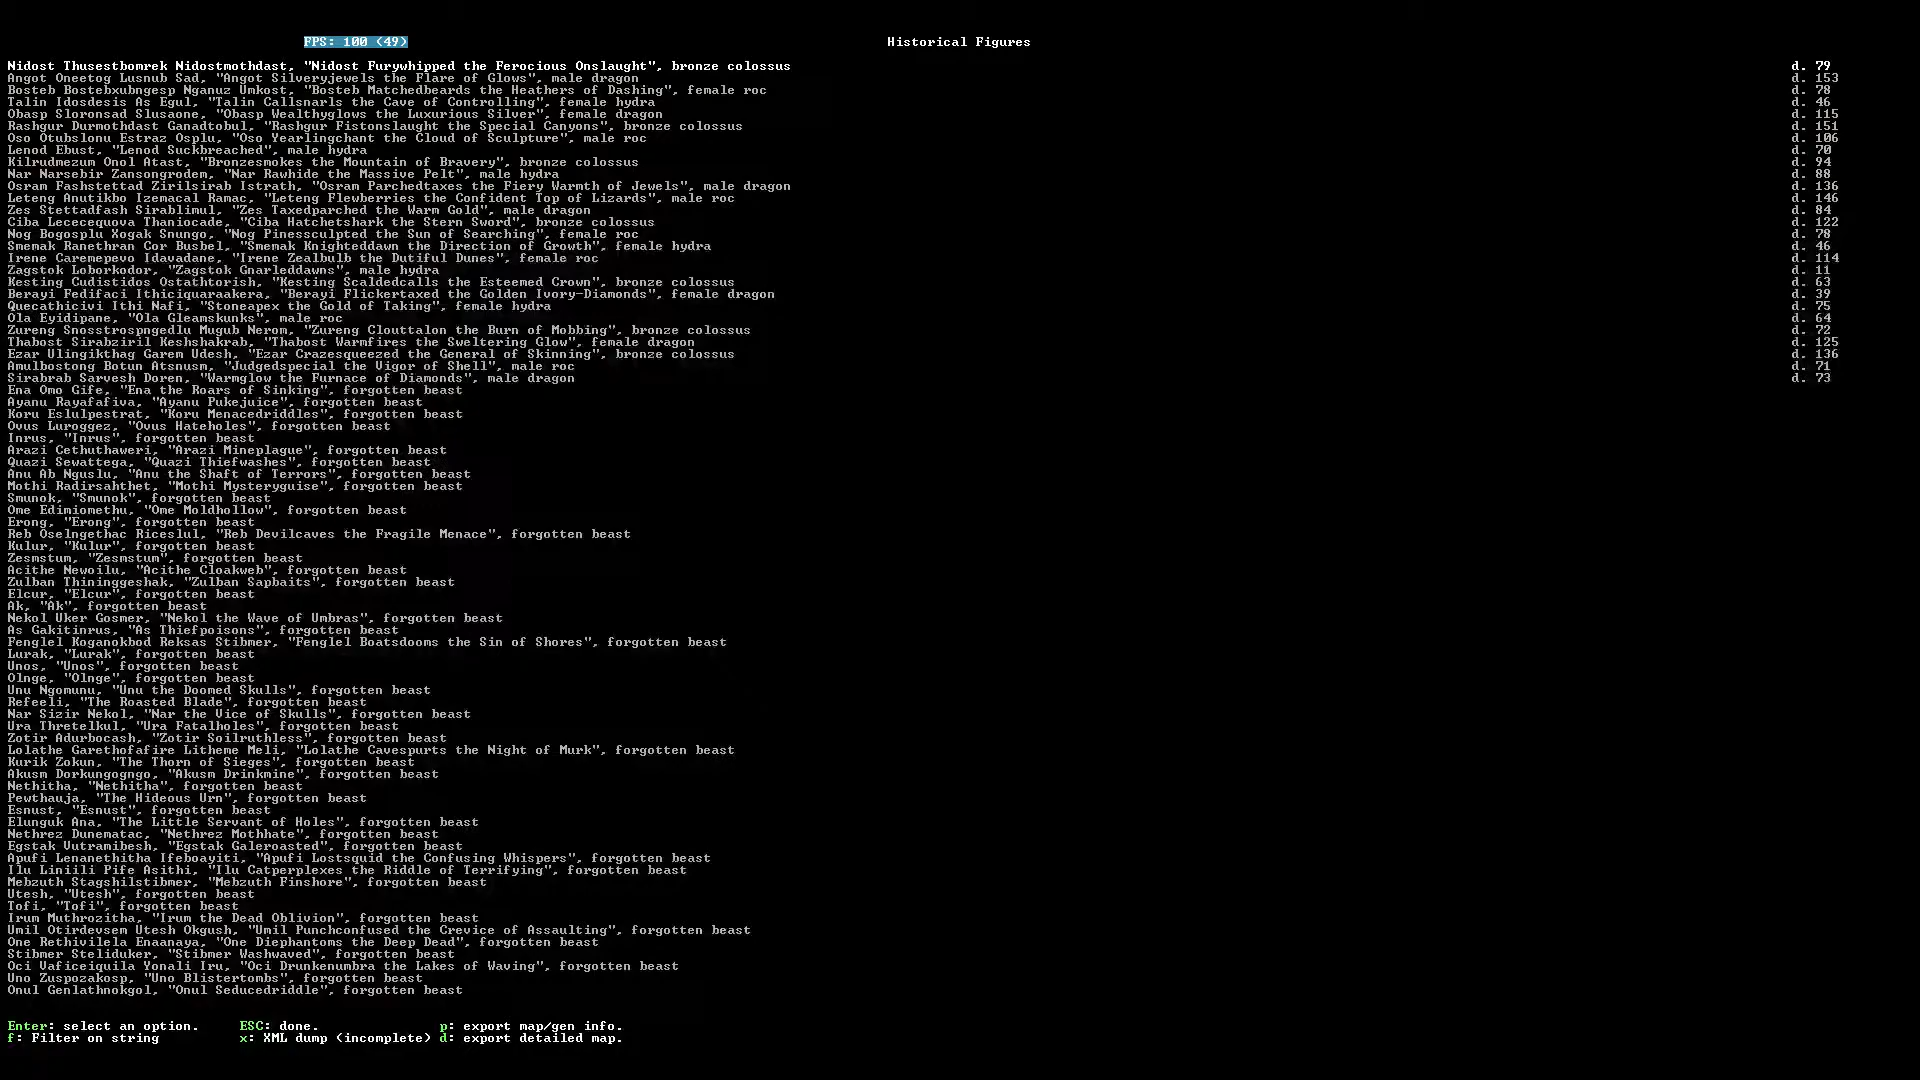 FPS: 100 (49) Historical Figures
Nidost Thusestbomrek Nidostmothdast, "Nidost Furywhipped the Ferocious Onslaught", bronze colossus d. 79
Angot Oneetog Lusnub Sad, "Angot Silveryjewels the Flare of Glows", male dragon d. 153
Bosteb Bostebxubngesp Nganuz Umkost, "Bosteb Matchedbeards the Heathers of Dashing", female roc d. 78
Talin Idosdesis As Egul, "Talin Callsnarls the Cave of Controlling", female hydra d. 46
Obasp Sloronsad Slusaone, "Obasp Wealthyglows the Luxurious Silver", female dragon d. 115
Rashgur Durmothdast Ganadtobul, "Rashgur Fistonslaught the Special Canyons", bronze colossus d. 151
Oso Otubslonu Estraz Osplu, "Oso Yearlingchant the Cloud of Sculpture", male roc d. 106
Lenod Ebust, "Lenod Suckbreached", male hydra d. 70
Kilrudmezum Onol Atast, "Bronzesmokes the Mountain of Bravery", bronze colossus d. 94
Nar Narsebir Zansongrodem, "Nar Rawhide the Massive Pelt", male hydra d. 88
Osram Fashstettad Zirilsirab Istrath, "Osram Parchedtaxes the Fiery Warmth of Jewels", male dragon d. 136
Leteng Anutikbo Izemacal Ramac, "Leteng Flewberries the Confident Top of Lizards", male roc d. 146
Zes Stettadfash Sirablimul, "Zes Taxedparched the Warm Gold", male dragon d. 84
Ciba Lececequva Thaniocade, "Ciba Hatchetshark the Stern Sword", bronze colossus d. 122
Nog Bogosplu Xogak Snungo, "Nog Pinessculpted the Sun of Searching", female roc d. 78
Smemak Ranethran Cor Busbel, "Smemak Knighteddawn the Direction of Growth", female hydra d. 46
Irene Caremepevo Idavadane, "Irene Zealbulb the Dutiful Dunes", female roc d. 114
Zagstok Loborkodor, "Zagstok Gnarleddawns", male hydra d. 11
Kesting Cudistidos Ostathtorish, "Kesting Scaldedcalls the Esteemed Crown", bronze colossus d. 63
Berayi Fedifaci Ithiciquaraakera, "Berayi Flickertaxed the Golden Ivory-Diamonds", female dragon d. 39
Quecathicivi Ithi Nafi, "Stoneapex the Gold of Taking", female hydra d. 75
Ola Eyidipane, "Ola Gleamskunks", male roc d. 64
Zureng Snosstrospngedlu Mugub Nerom, "Zureng Clouttalon the Burn of Mobbing", bronze colossus d. 72
Thabost Sirabziril Keshshakrab, "Thabost Warmfires the Sweltering Glow", female dragon d. 125
Ezar Ulingikthag Garem Udesh, "Ezar Crazesqueezed the General of Skinning", bronze colossus d. 136
Amulbostong Botun Atsnusm, "Judgedspecial the Vigor of Shell", male roc d. 71
Sirabrab Sarvesh Doren, "Warmglow the Furnace of Diamonds", male dragon d. 73
Ena Omo Gife, "Ena the Roars of Sinking", forgotten beast
Ayanu Rayafafiva, "Ayanu Pukejuice", forgotten beast
Koru Eslulpestrat, "Koru Menacedriddles", forgotten beast
Ovus Luroggez, "Ovus Hateholes", forgotten beast
Inrus, "Inrus", forgotten beast
Arazi Cethuthaweri, "Arazi Mineplague", forgotten beast
Quazi Sewattega, "Quazi Thiefwashes", forgotten beast
Anu Ab Nguslu, "Anu the Shaft of Terrors", forgotten beast
Mothi Radirsahthet, "Mothi Mysteryguise", forgotten beast
Smunok, "Smunok", forgotten beast
Ome Edimiomethu, "Ome Moldhollow", forgotten beast
Erong, "Erong", forgotten beast
Reb Oselngethac Riceslul, "Reb Devilcaves the Fragile Menace", forgotten beast
Kulur, "Kulur", forgotten beast
Zesmstum, "Zesmstum", forgotten beast
Acithe Newoilu, "Acithe Cloakweb", forgotten beast
Zulban Thininggeshak, "Zulban Sapbaits", forgotten beast
Elcur, "Elcur", forgotten beast
Ak, "Ak", forgotten beast
Nekol Uker Gosmer, "Nekol the Wave of Umbras", forgotten beast
As Gakitinrus, "As Thiefpoisons", forgotten beast
Fenglel Koganokbod Reksas Stibmer, "Fenglel Boatsdooms the Sin of Shores", forgotten beast
Lurak, "Lurak", forgotten beast
Unos, "Unos", forgotten beast
Olnge, "Olnge", forgotten beast
Unu Ngomunu, "Unu the Doomed Skulls", forgotten beast
Refeeli, "The Roasted Blade", forgotten beast
Nar Sizir Nekol, "Nar the Vice of Skulls", forgotten beast
Ura Thretelkul, "Ura Fatalholes", forgotten beast
Zotir Adurbocash, "Zotir Soilruthless", forgotten beast
Lolathe Garethofafire Litheme Meli, "Lolathe Cavespurts the Night of Murk", forgotten beast
Kurik Zokun, "The Thorn of Sieges", forgotten beast
Akusm Dorkungogngo, "Akusm Drinkmine", forgotten beast
Nethitha, "Nethitha", forgotten beast
Pewthauja, "The Hideous Urn", forgotten beast
Esnust, "Esnust", forgotten beast
Elunguk Ana, "The Little Servant of Holes", forgotten beast
Nethrez Dunematac, "Nethrez Mothhate", forgotten beast
Egstak Vutramibesh, "Egstak Galeroasted", forgotten beast
Apufi Lenanethitha Ifeboayiti, "Apufi Lostsquid the Confusing Whispers", forgotten beast
Ilu Liniili Pife Asithi, "Ilu Catperplexes the Riddle of Terrifying", forgotten beast
Mebzuth Stagshilstibmer, "Mebzuth Finshore", forgotten beast
Utesh, "Utesh", forgotten beast
Tofi, "Tofi", forgotten beast
Irum Muthrozitha, "Irum the Dead Oblivion", forgotten beast
Umil Otirdevsem Utesh Okgush, "Umil Punchconfused the Crevice of Assaulting", forgotten beast
One Rethivilela Enaanaya, "One Diephantoms the Deep Dead", forgotten beast
Stibmer Steliduker, "Stibmer Washwaved", forgotten beast
Oci Vaficeiquila Yonali Iru, "Oci Drunkenumbra the Lakes of Waving", forgotten beast
Uno Zuspozakosp, "Uno Blistertombs", forgotten beast
Onul Genlathnokgol, "Onul Seducedriddle", forgotten beast
Enter: select an option. ESC: done. p: export map/gen info.
f: Filter on string x: XML dump (incomplete) d: export detailed map.